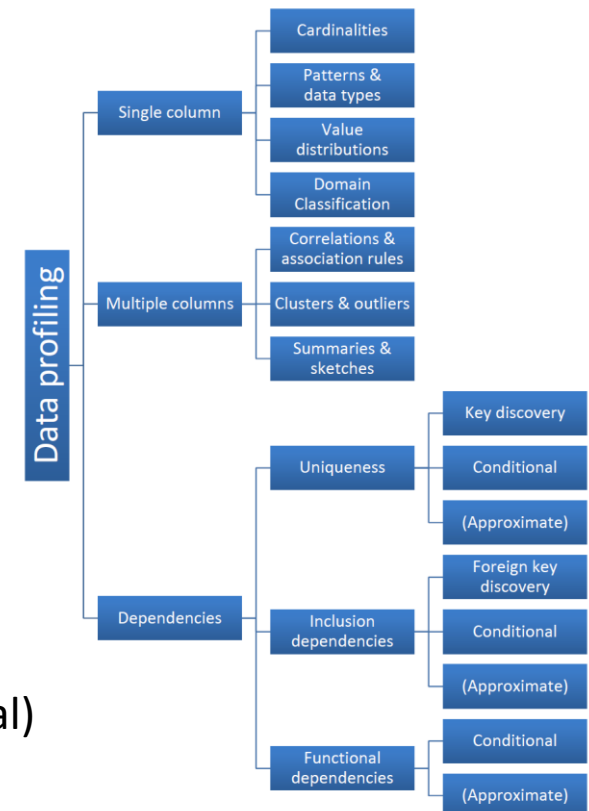 Data profiling
Single column
Cardinalities
Patterns &
data types
Value
distributions
Domain
Classification
Multiple columns
Correlations &
association rules
Clusters & outliers
Summaries &
sketches
Dependencies
Uniqueness
Key discovery
Conditional
(Approximate)
Inclusion
dependencies
Foreign key
discovery
Conditional
(Approximate)
Functional
dependencies
Conditional
(Approximate)
al)